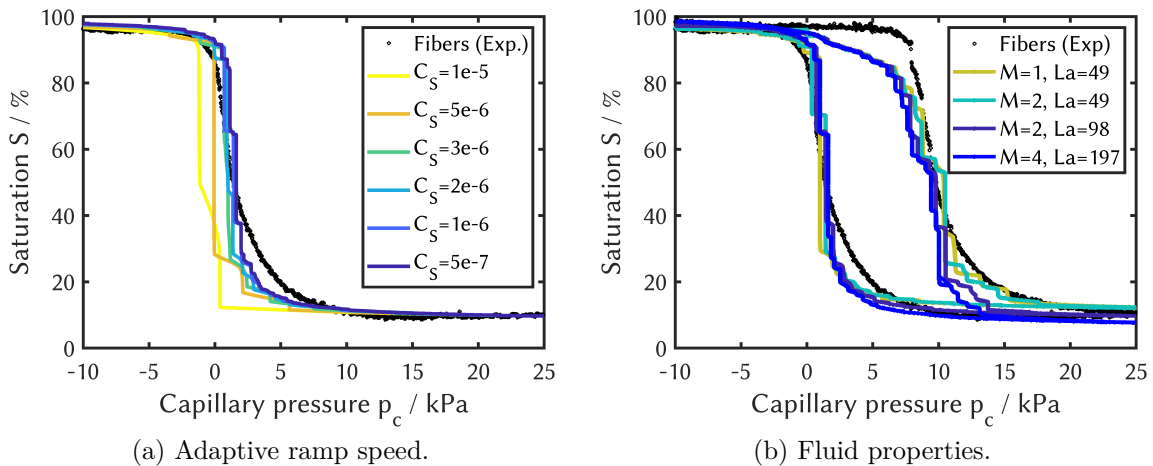 Saturation S / %
100
80
60
40
20
0
Fibers (Exp.)
C_S=1e-5
C_S=5e-6
C_S=3e-6
C_S=2e-6
C_S=1e-6
C_S=5e-7
-10 -5 0 5 10 15 20 25
Capillary pressure p_c / kPa
(a) Adaptive ramp speed.
Saturation S / %
100
80
60
40
20
0
Fibers (Exp)
M=1, La=49
M=2, La=49
M=2, La=98
M=4, La=197
-10 -5 0 5 10 15 20 25
Capillary pressure p_c / kPa
(b) Fluid properties.